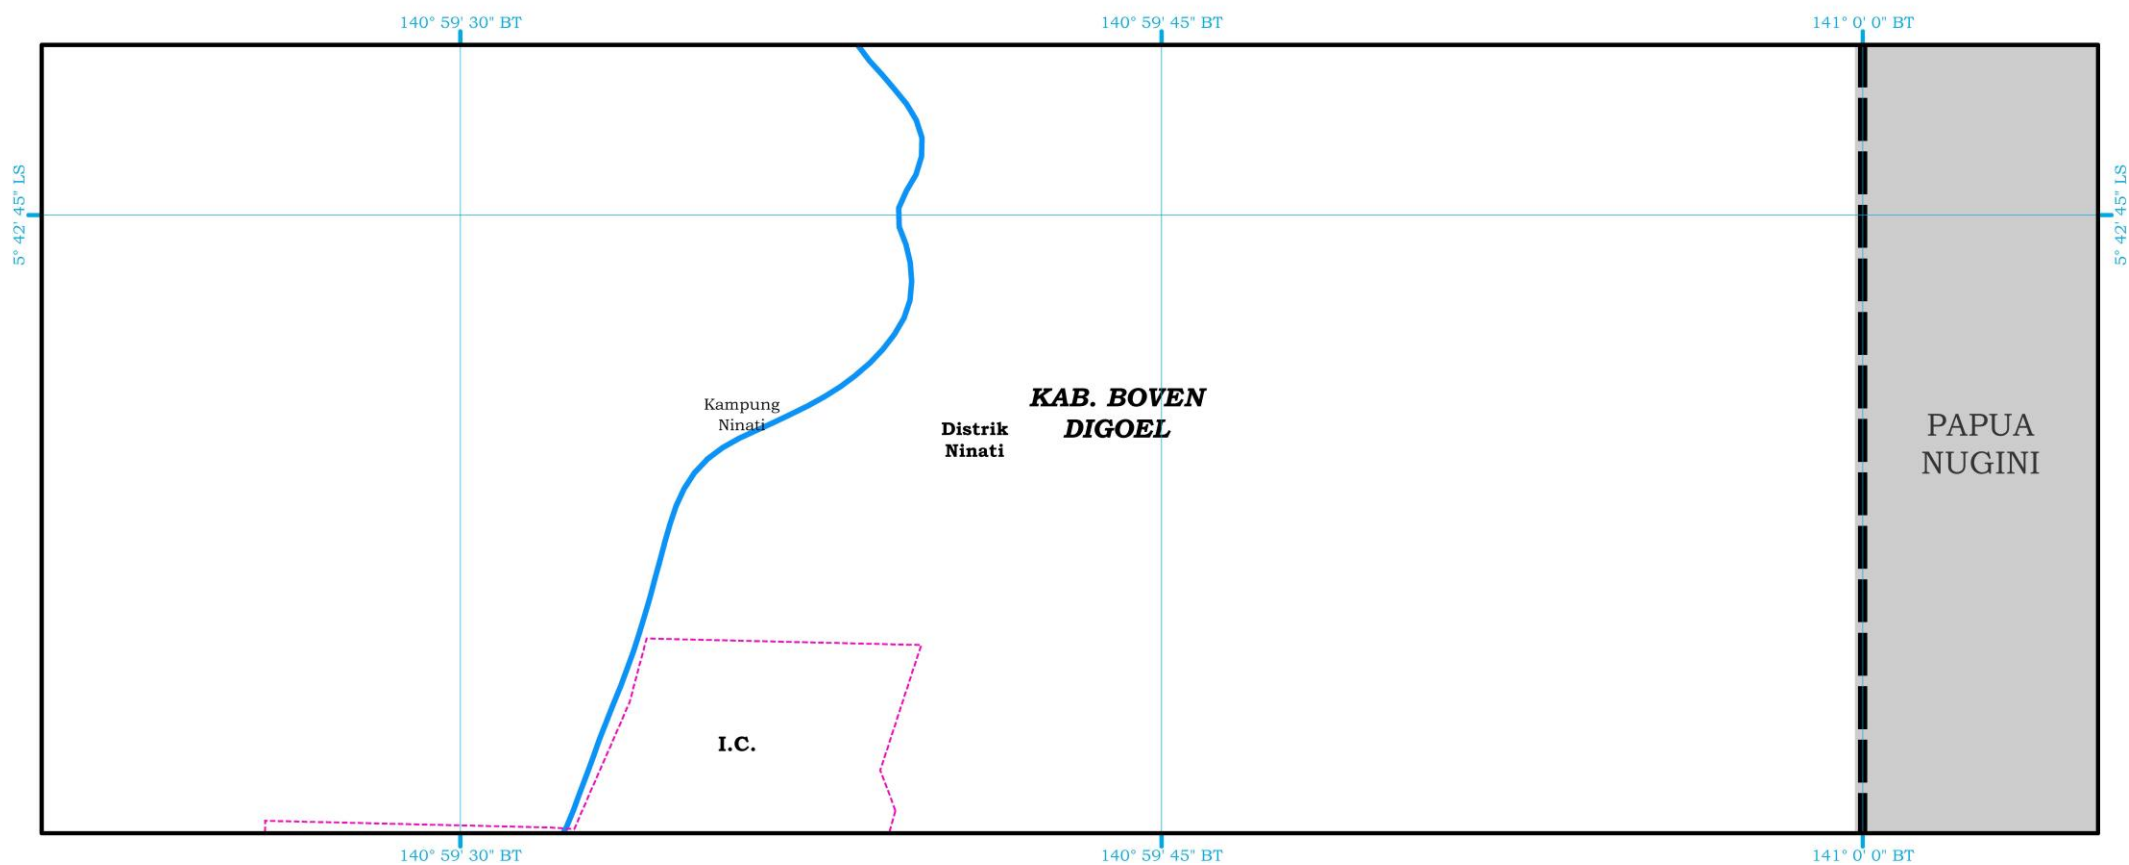 140° 59' 30" BT
140° 59' 45" BT
141° 0' 0" BT
5° 42' 45" LS
5° 42' 45" LS
Kampung
Ninati
Distrik
Ninati
KAB. BOVEN
DIGOEL
PAPUA
NUGINI
I.C.
140° 59' 30" BT
140° 59' 45" BT
141° 0' 0" BT